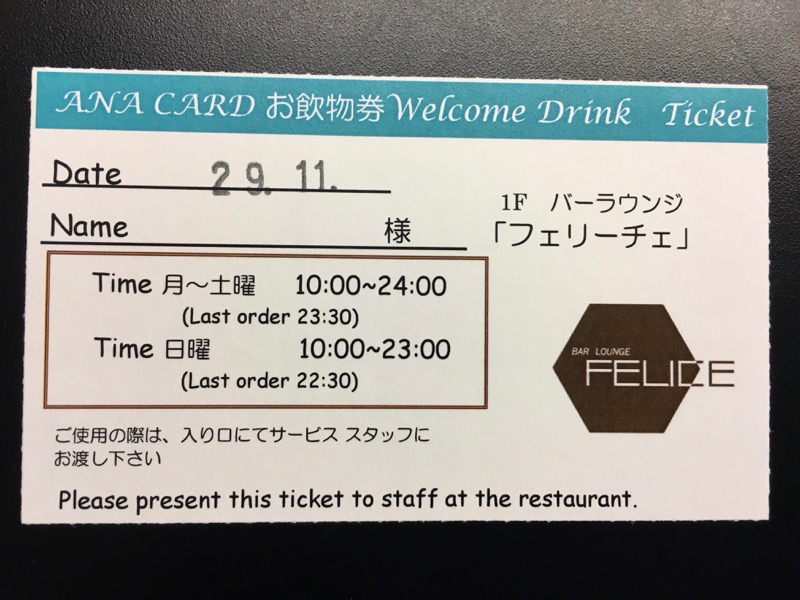 ANA CARD お飲物券 Welcome Drink Ticket
Date 29.11.
Name 様
1F バーラウンジ
「フェリーチェ」
Time 月～土曜 10:00~24:00
(Last order 23:30)
Time 日曜 10:00~23:00
(Last order 22:30)
BAR LOUNGE
FELICE
ご使用の際は、入り口にてサービス スタッフに
お渡し下さい
Please present this ticket to staff at the restaurant.